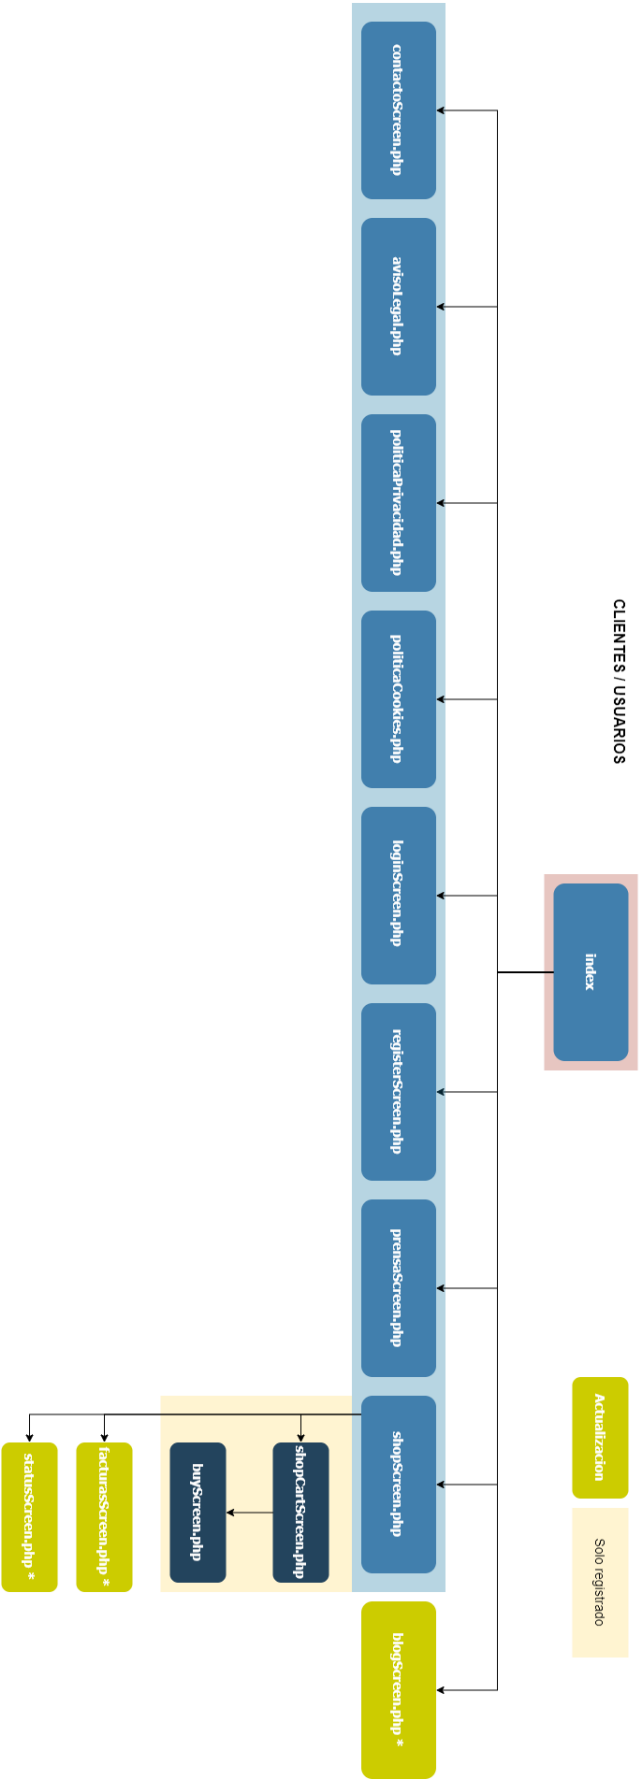 CLIENTES / USUARIOS
index
Actualizacion
Solo registrado
contactoScreen.php
avisoLegal.php
politicaPrivacidad.php
politicaCookies.php
loginScreen.php
registerScreen.php
prensaScreen.php
shopScreen.php
blogScreen.php *
shopCartScreen.php
buyScreen.php
facturasScreen.php *
statusScreen.php *